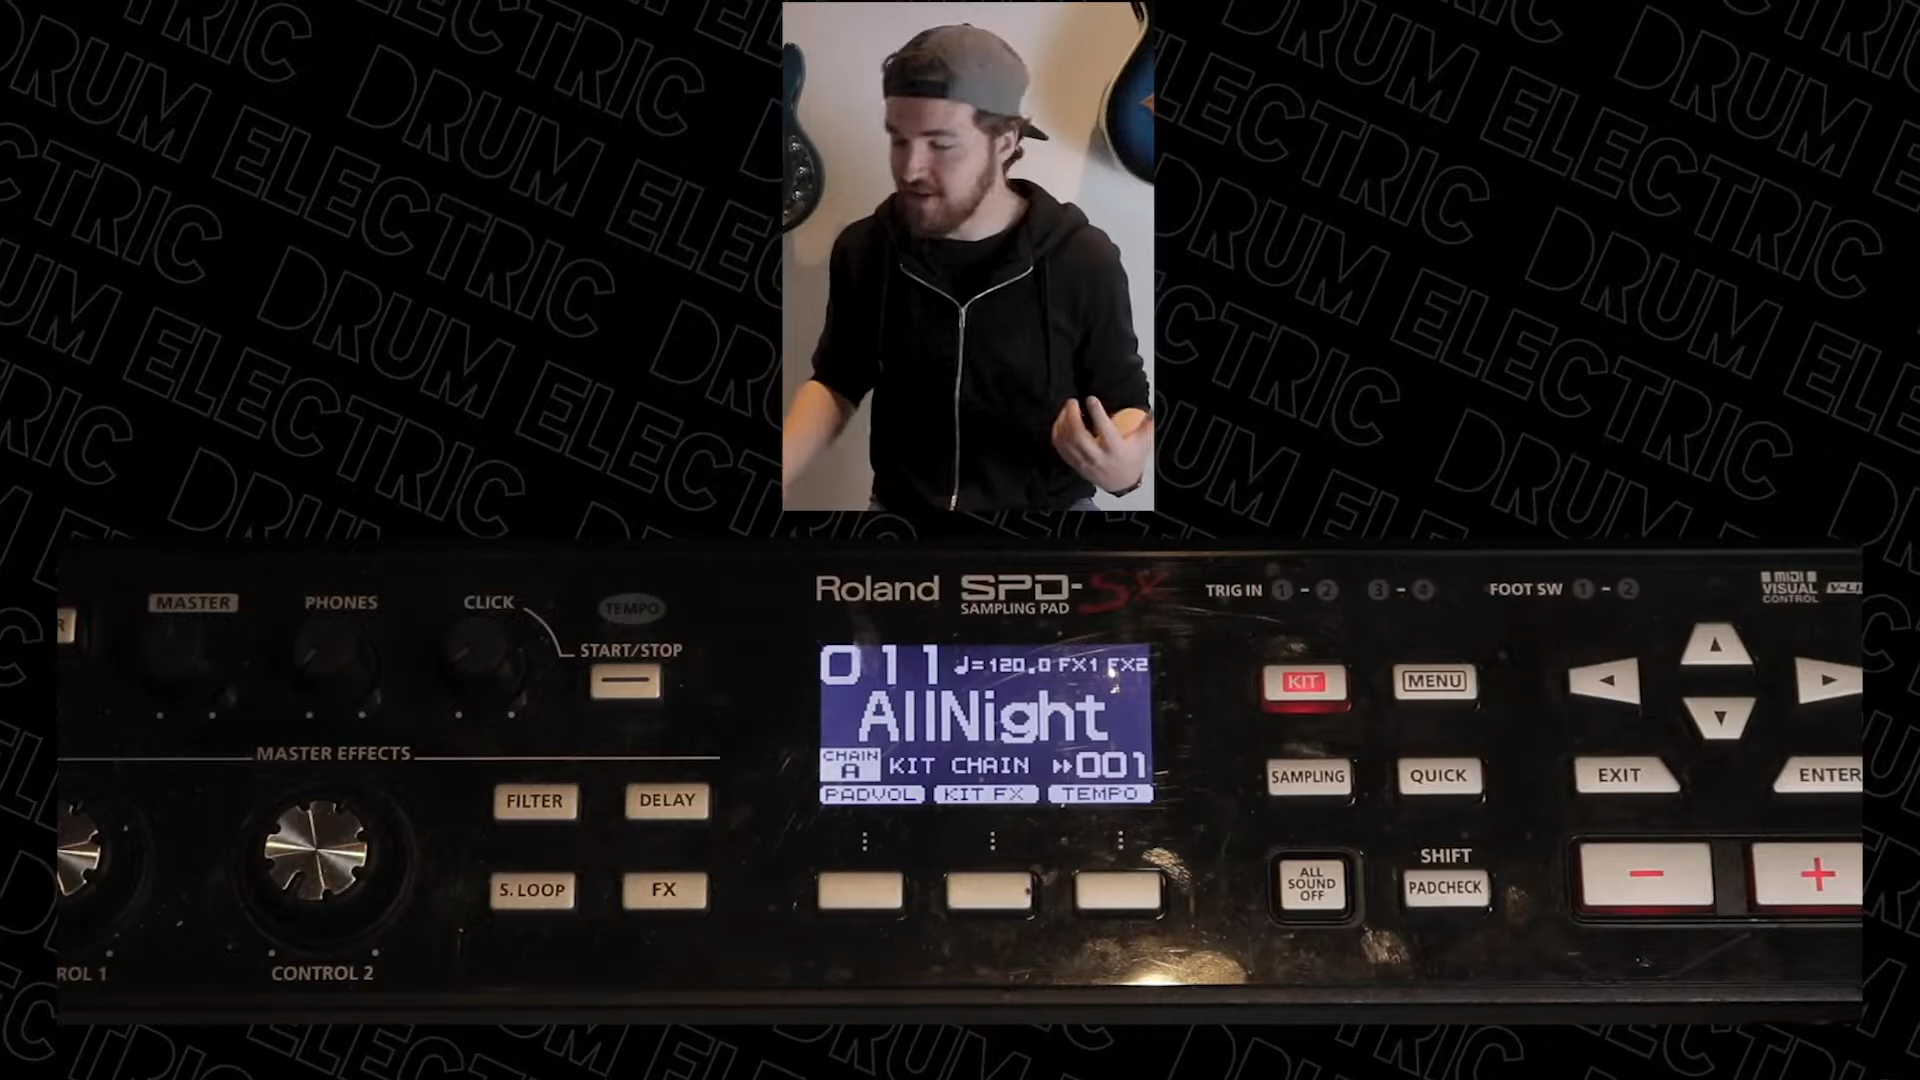 DRUM ELECTRIC
Roland SPD-SX
SAMPLING PAD
TRIG IN 1 - 2 3 - 4
FOOT SW 1 - 2
MIDI
VISUAL
CONTROL
MASTER
PHONES
CLICK
TEMPO
START/STOP
011 ♩=120.0 FX1 FX2
AllNight
CHAIN
A
KIT CHAIN ▸▸001
PADVOL KIT FX TEMPO
KIT
MENU
SAMPLING
QUICK
EXIT
ENTER
MASTER EFFECTS
FILTER
DELAY
S.LOOP
FX
CONTROL 2
ALL
SOUND
OFF
SHIFT
PADCHECK
-
+